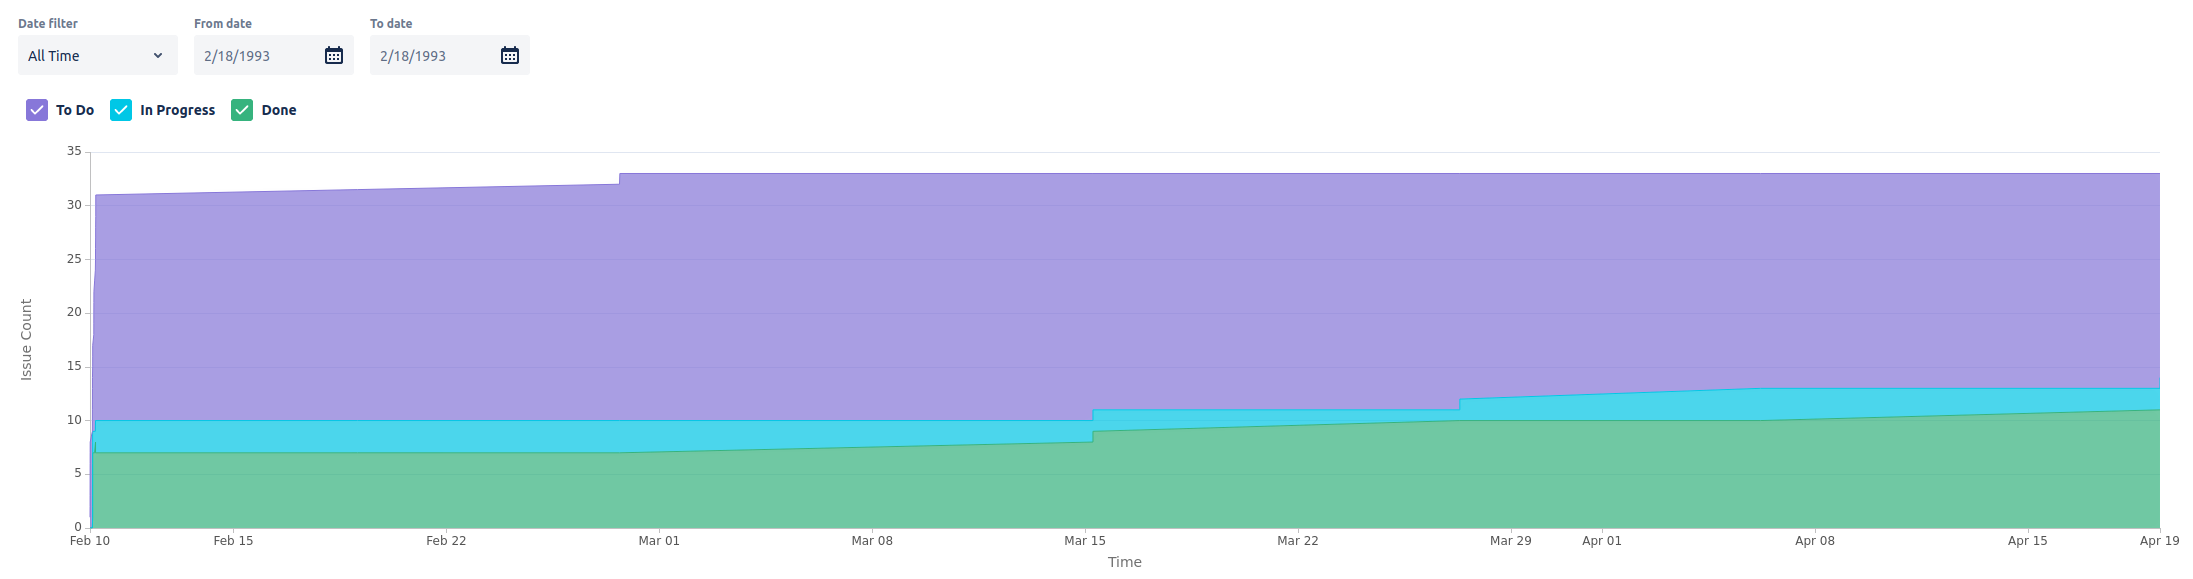 Date filter From date To date
All Time 2/18/1993 2/18/1993
To Do In Progress Done
35
30
25
20
15
10
5
0
Issue Count
Feb 10 Feb 15 Feb 22 Mar 01 Mar 08 Mar 15 Mar 22 Mar 29 Apr 01 Apr 08 Apr 15 Apr 19
Time